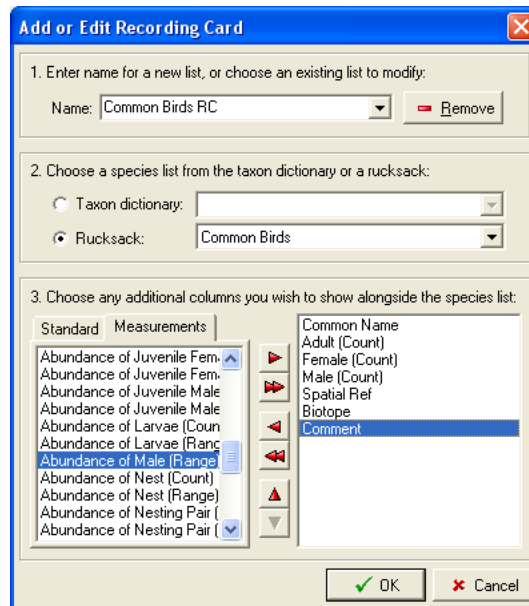 Add or Edit Recording Card
1. Enter name for a new list, or choose an existing list to modify:
Name: Common Birds RC
Remove
2. Choose a species list from the taxon dictionary or a rucksack:
Taxon dictionary:
Rucksack: Common Birds
3. Choose any additional columns you wish to show alongside the species list:
Standard Measurements
Abundance of Juvenile Fem
Abundance of Juvenile Fem
Abundance of Juvenile Male
Abundance of Juvenile Male
Abundance of Larvae (Coun
Abundance of Larvae (Rang
Abundance of Male (Range)
Abundance of Nest (Count)
Abundance of Nest (Range)
Abundance of Nesting Pair (
Abundance of Nesting Pair (
Common Name
Adult (Count)
Female (Count)
Male (Count)
Spatial Ref
Biotope
Comment
OK Cancel